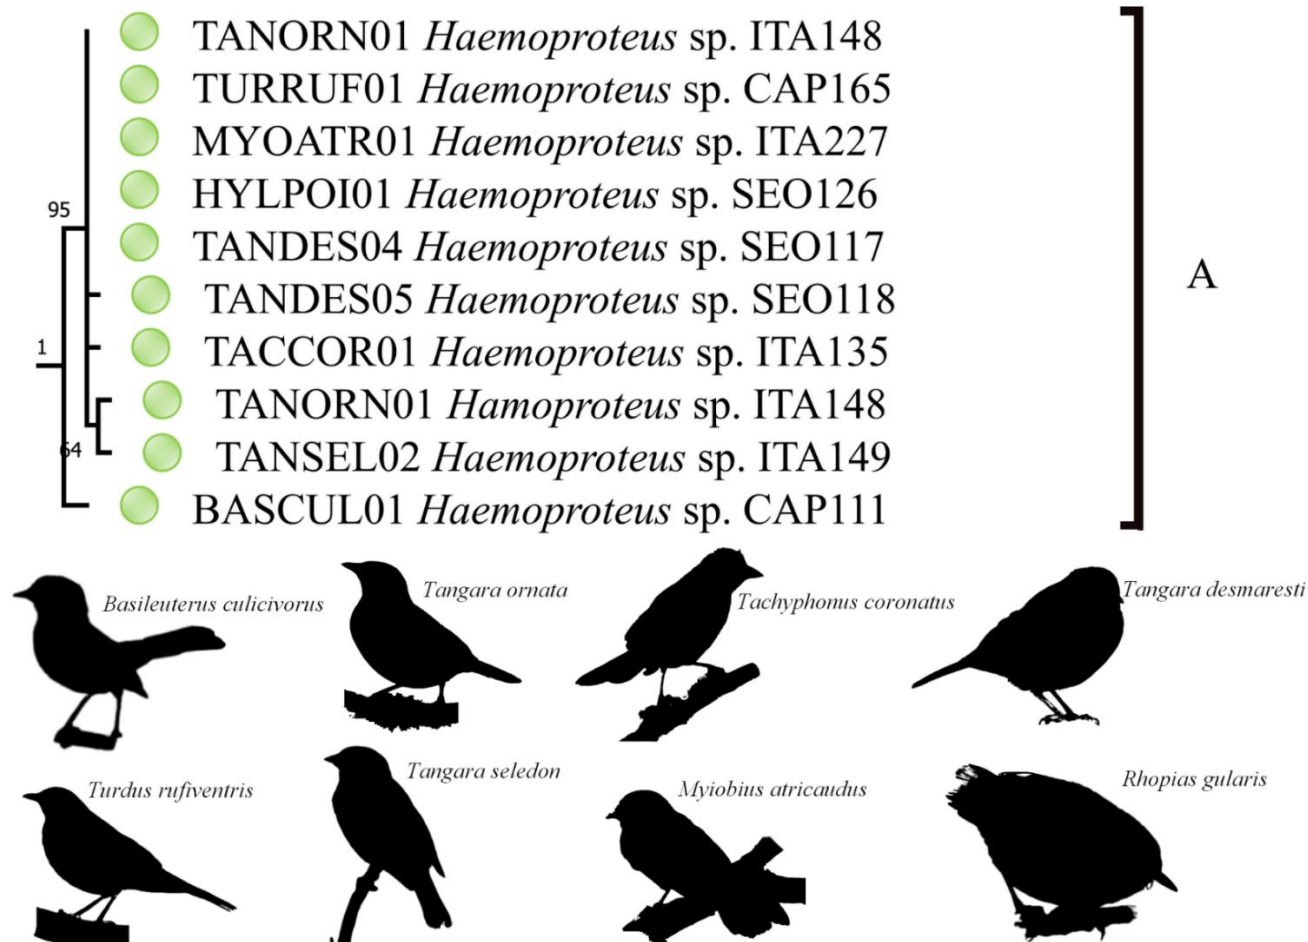 TANORN01 Haemoproteus sp. ITA148
TURRUF01 Haemoproteus sp. CAP165
MYOATR01 Haemoproteus sp. ITA227
HYLPOI01 Haemoproteus sp. SEO126
95
TANDES04 Haemoproteus sp. SEO117
A
TANDES05 Haemoproteus sp. SEO118
1
TACCOR01 Haemoproteus sp. ITA135
TANORN01 Hamoproteus sp. ITA148
64
TANSEL02 Haemoproteus sp. ITA149
BASCUL01 Haemoproteus sp. CAP111
Basileuterus culicivorus
Tangara ornata
Tachyphonus coronatus
Tangara desmaresti
Turdus rufiventris
Tangara seledon
Myiobius atricaudus
Rhopias gularis